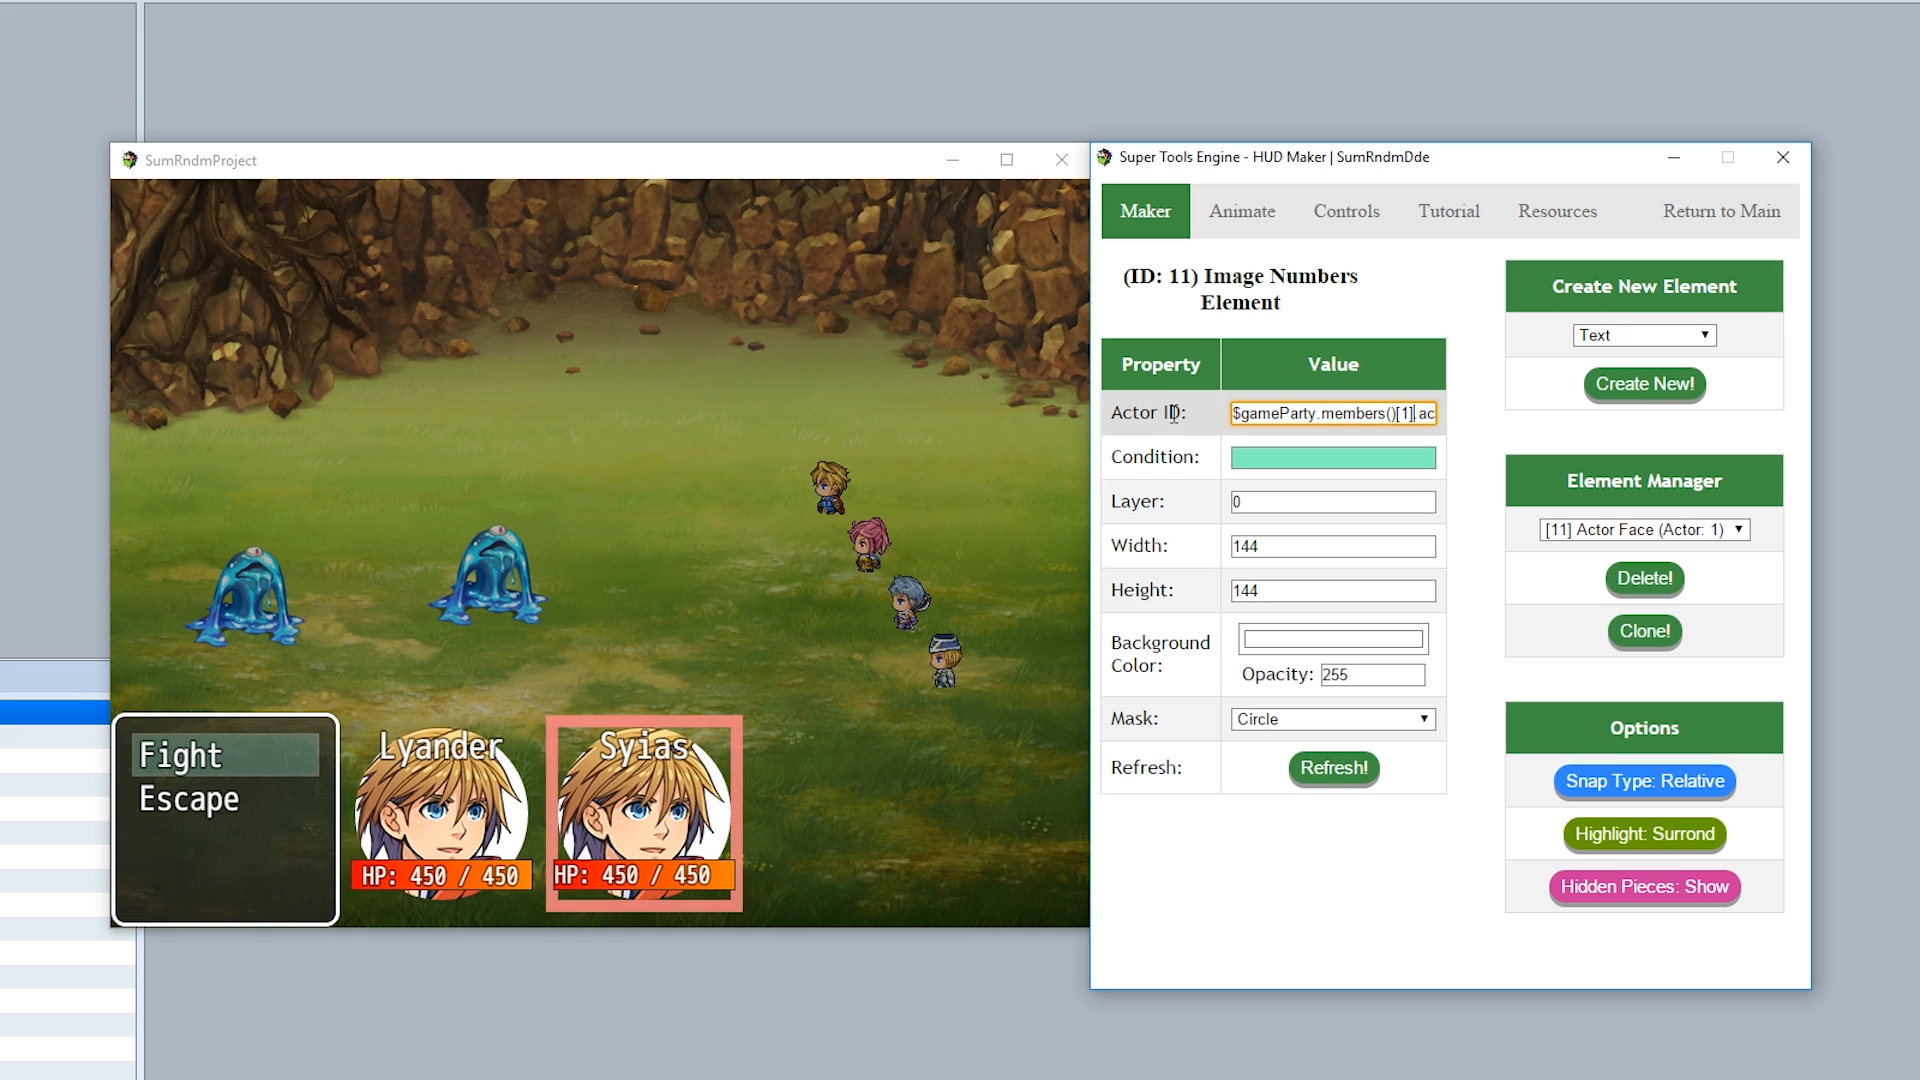 SumRndmProject
Fight
Escape
Lyander
HP: 450 / 450
Syias
HP: 450 / 450
Super Tools Engine - HUD Maker | SumRndmDde
Maker
Animate
Controls
Tutorial
Resources
Return to Main
(ID: 11) Image Numbers
Element
Property
Value
Actor ID:
$gameParty.members()[1].ac
Condition:
Layer:
0
Width:
144
Height:
144
Background
Color:
Opacity: 255
Mask:
Circle
Refresh:
Refresh!
Create New Element
Text
Create New!
Element Manager
[11] Actor Face (Actor: 1)
Delete!
Clone!
Options
Snap Type: Relative
Highlight: Surrond
Hidden Pieces: Show